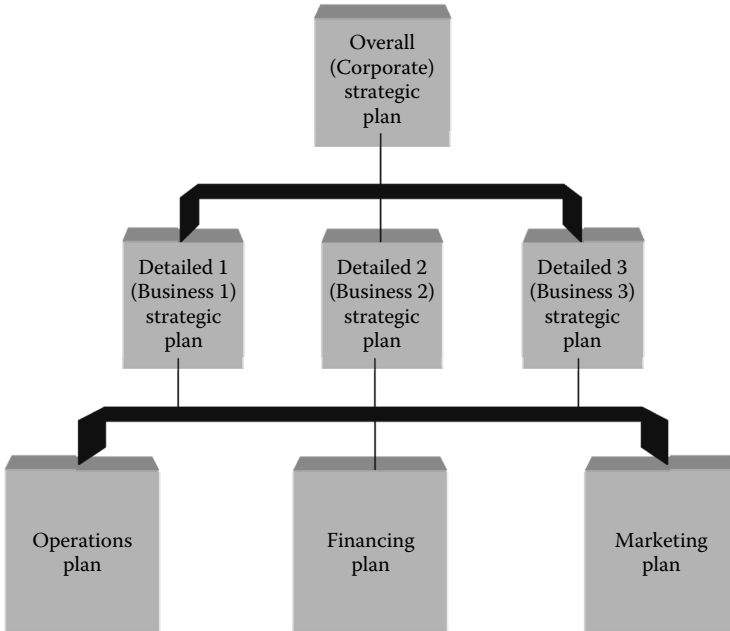 Overall
(Corporate)
strategic
plan
Detailed 1
(Business 1)
strategic
plan
Detailed 2
(Business 2)
strategic
plan
Detailed 3
(Business 3)
strategic
plan
Operations
plan
Financing
plan
Marketing
plan